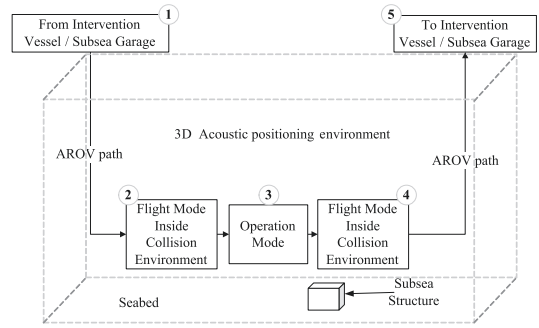 1
From Intervention
Vessel / Subsea Garage
5
To Intervention
Vessel / Subsea Garage
3D Acoustic positioning environment
AROV path
AROV path
2
Flight Mode
Inside
Collision
Environment
3
Operation
Mode
4
Flight Mode
Inside
Collision
Environment
Seabed
Subsea
Structure